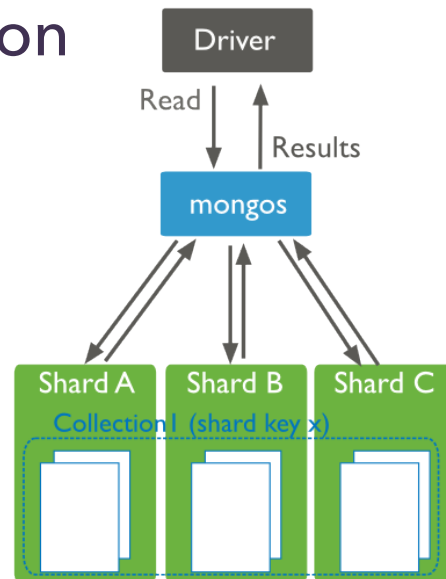 on
Driver
Read
Results
mongos
Shard A
Shard B
Shard C
Collection1 (shard key x)